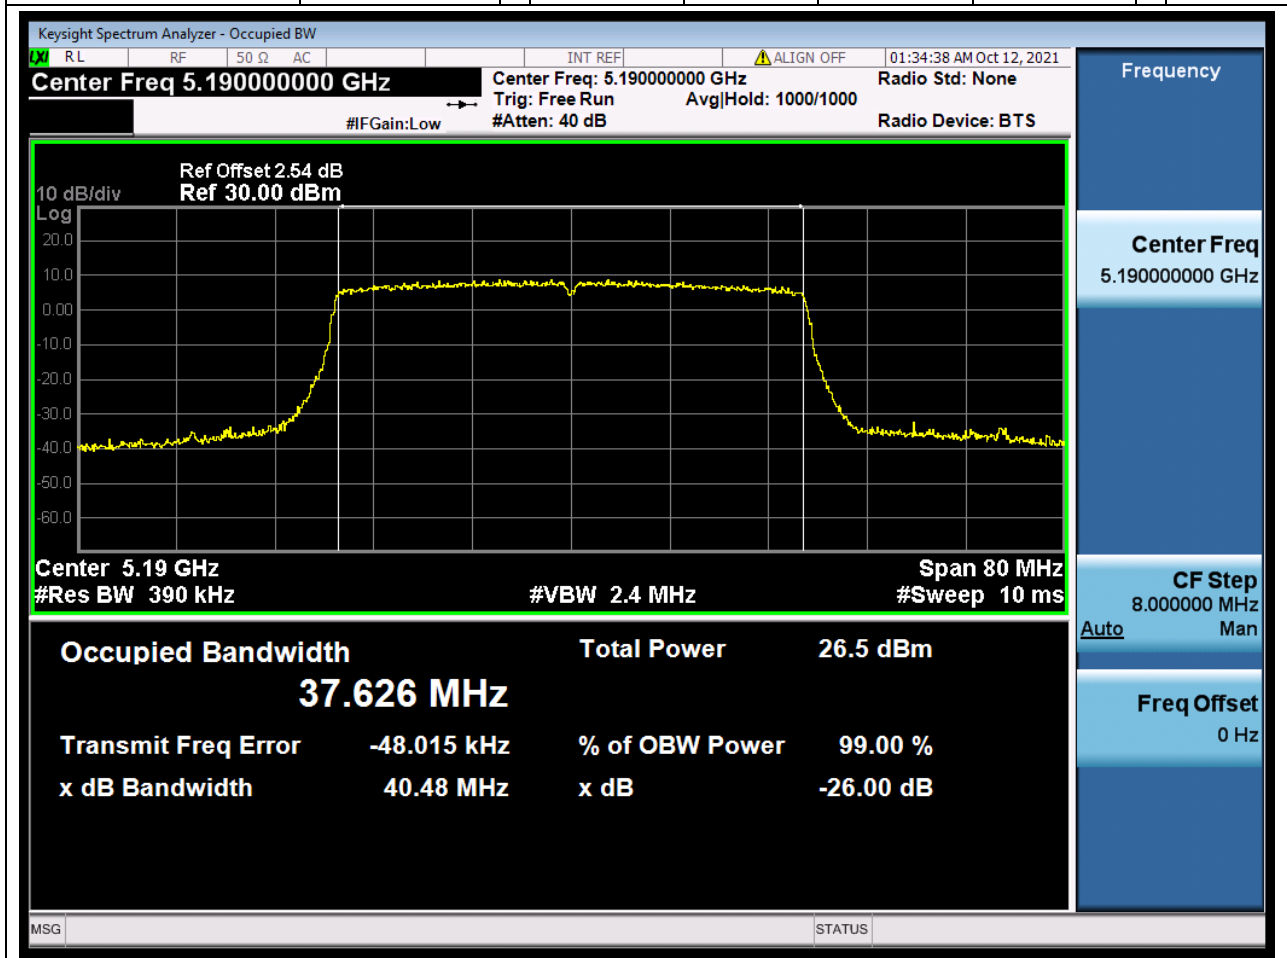 Keysight Spectrum Analyzer - Occupied BW
LXI RL RF 50 Ω AC INT REF ALIGN OFF 01:34:38 AM Oct 12, 2021
Center Freq 5.190000000 GHz
Center Freq: 5.190000000 GHz
Radio Std: None
Trig: Free Run Avg|Hold: 1000/1000
#IFGain:Low
#Atten: 40 dB
Radio Device: BTS
Ref Offset 2.54 dB
10 dB/div Ref 30.00 dBm
Log
20.0
10.0
0.00
-10.0
-20.0
-30.0
-40.0
-50.0
-60.0
Center 5.19 GHz Span 80 MHz
#Res BW 390 kHz #VBW 2.4 MHz #Sweep 10 ms
Occupied Bandwidth Total Power 26.5 dBm
37.626 MHz
Transmit Freq Error -48.015 kHz % of OBW Power 99.00 %
x dB Bandwidth 40.48 MHz x dB -26.00 dB
MSG STATUS
Frequency
Center Freq
5.190000000 GHz
CF Step
8.000000 MHz
Auto Man
Freq Offset
0 Hz